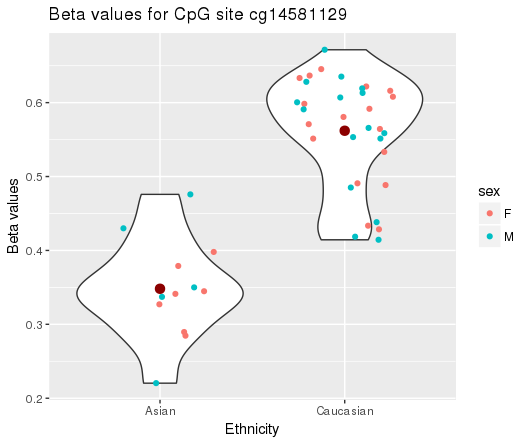 Beta values for CpG site cg14581129
Beta values
0.6
0.5
0.4
0.3
0.2
Asian
Caucasian
Ethnicity
sex
F
M